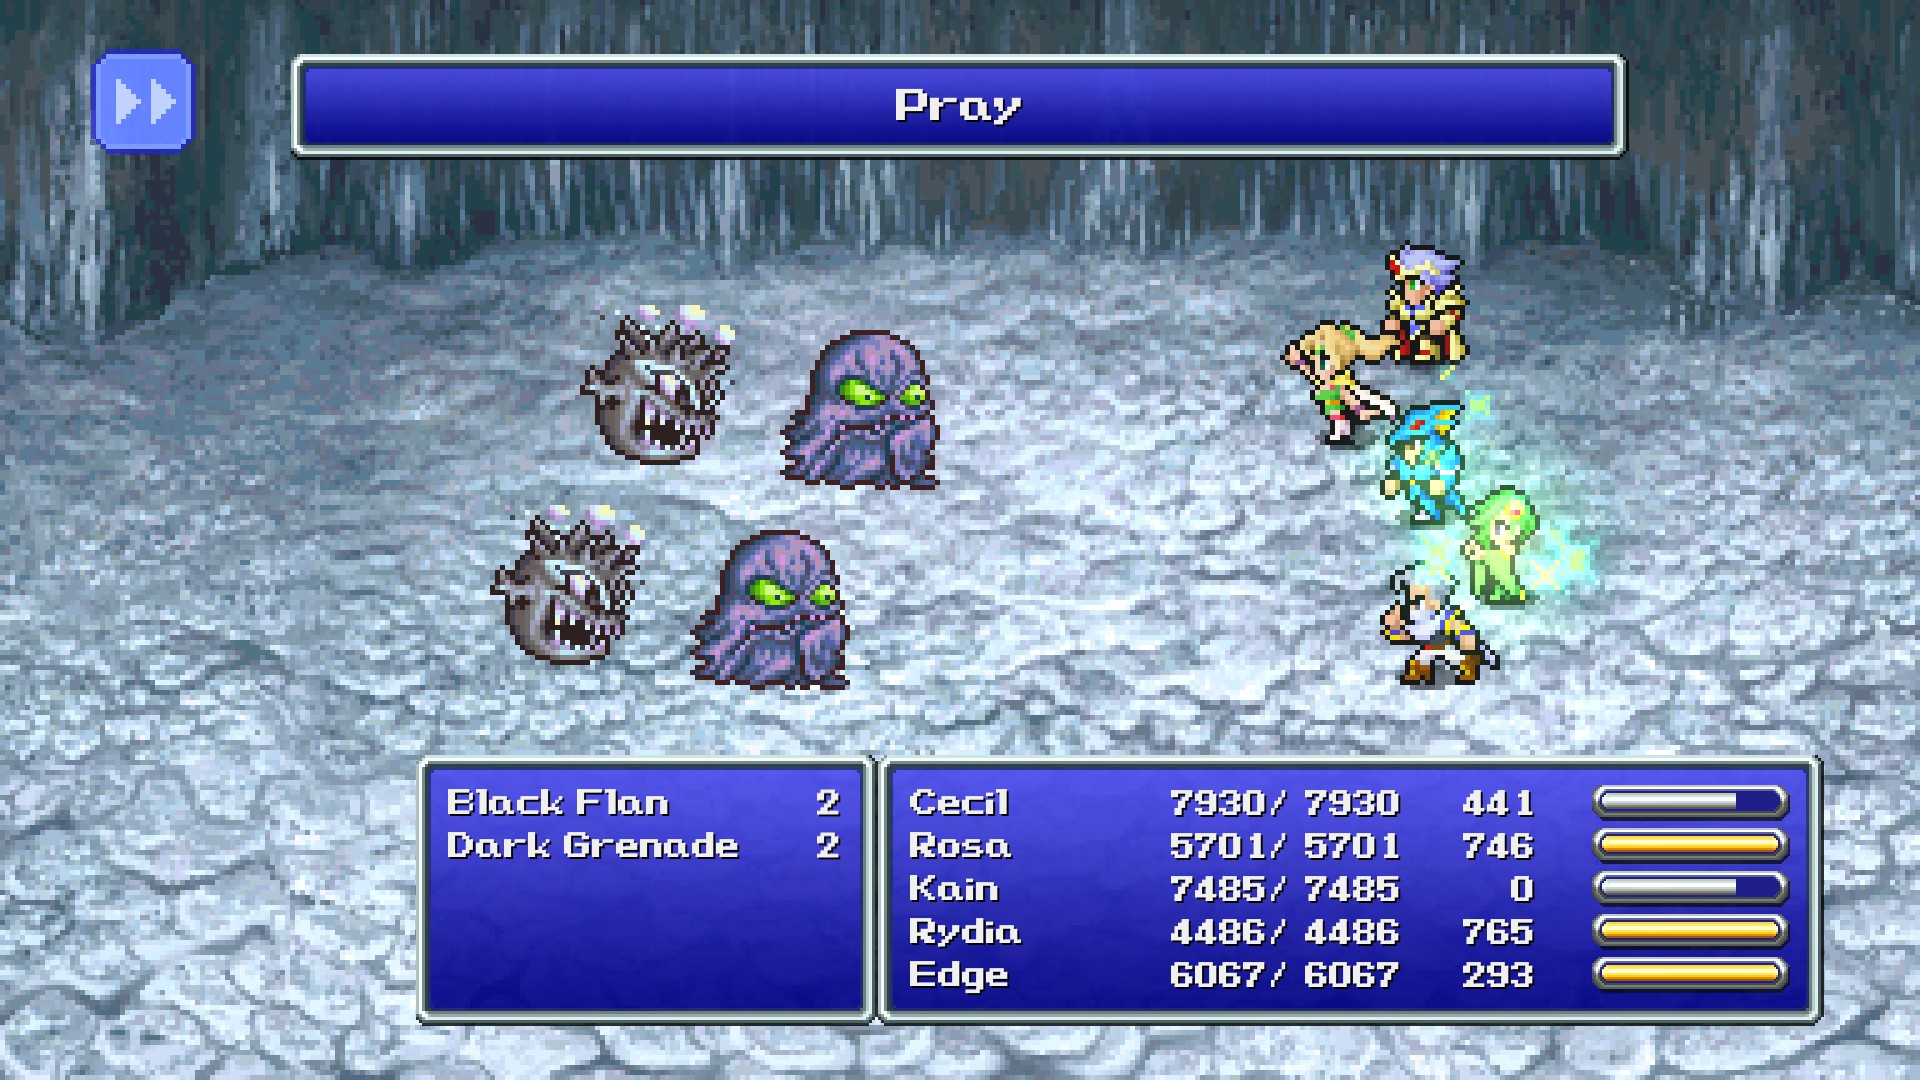 Pray
Black Flan 2
Dark Grenade 2
Cecil 7930/ 7930 441
Rosa 5701/ 5701 746
Kain 7485/ 7485 0
Rydia 4486/ 4486 765
Edge 6067/ 6067 293